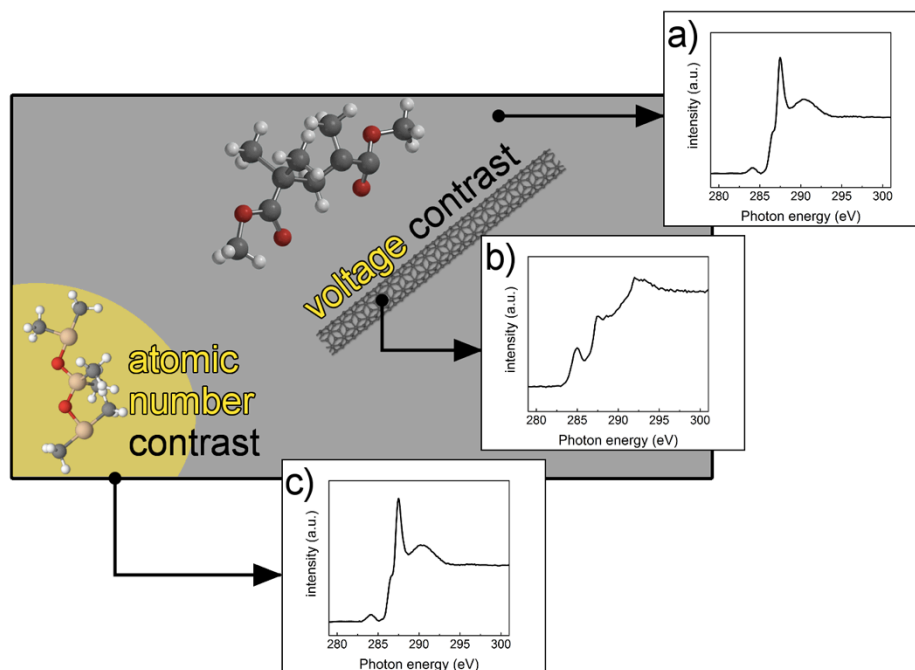 a)
intensity (a.u.)
280 285 290 295 300
Photon energy (eV)
voltage contrast
b)
intensity (a.u.)
280 285 290 295 300
Photon energy (eV)
atomic
number
contrast
c)
intensity (a.u.)
280 285 290 295 300
Photon energy (eV)